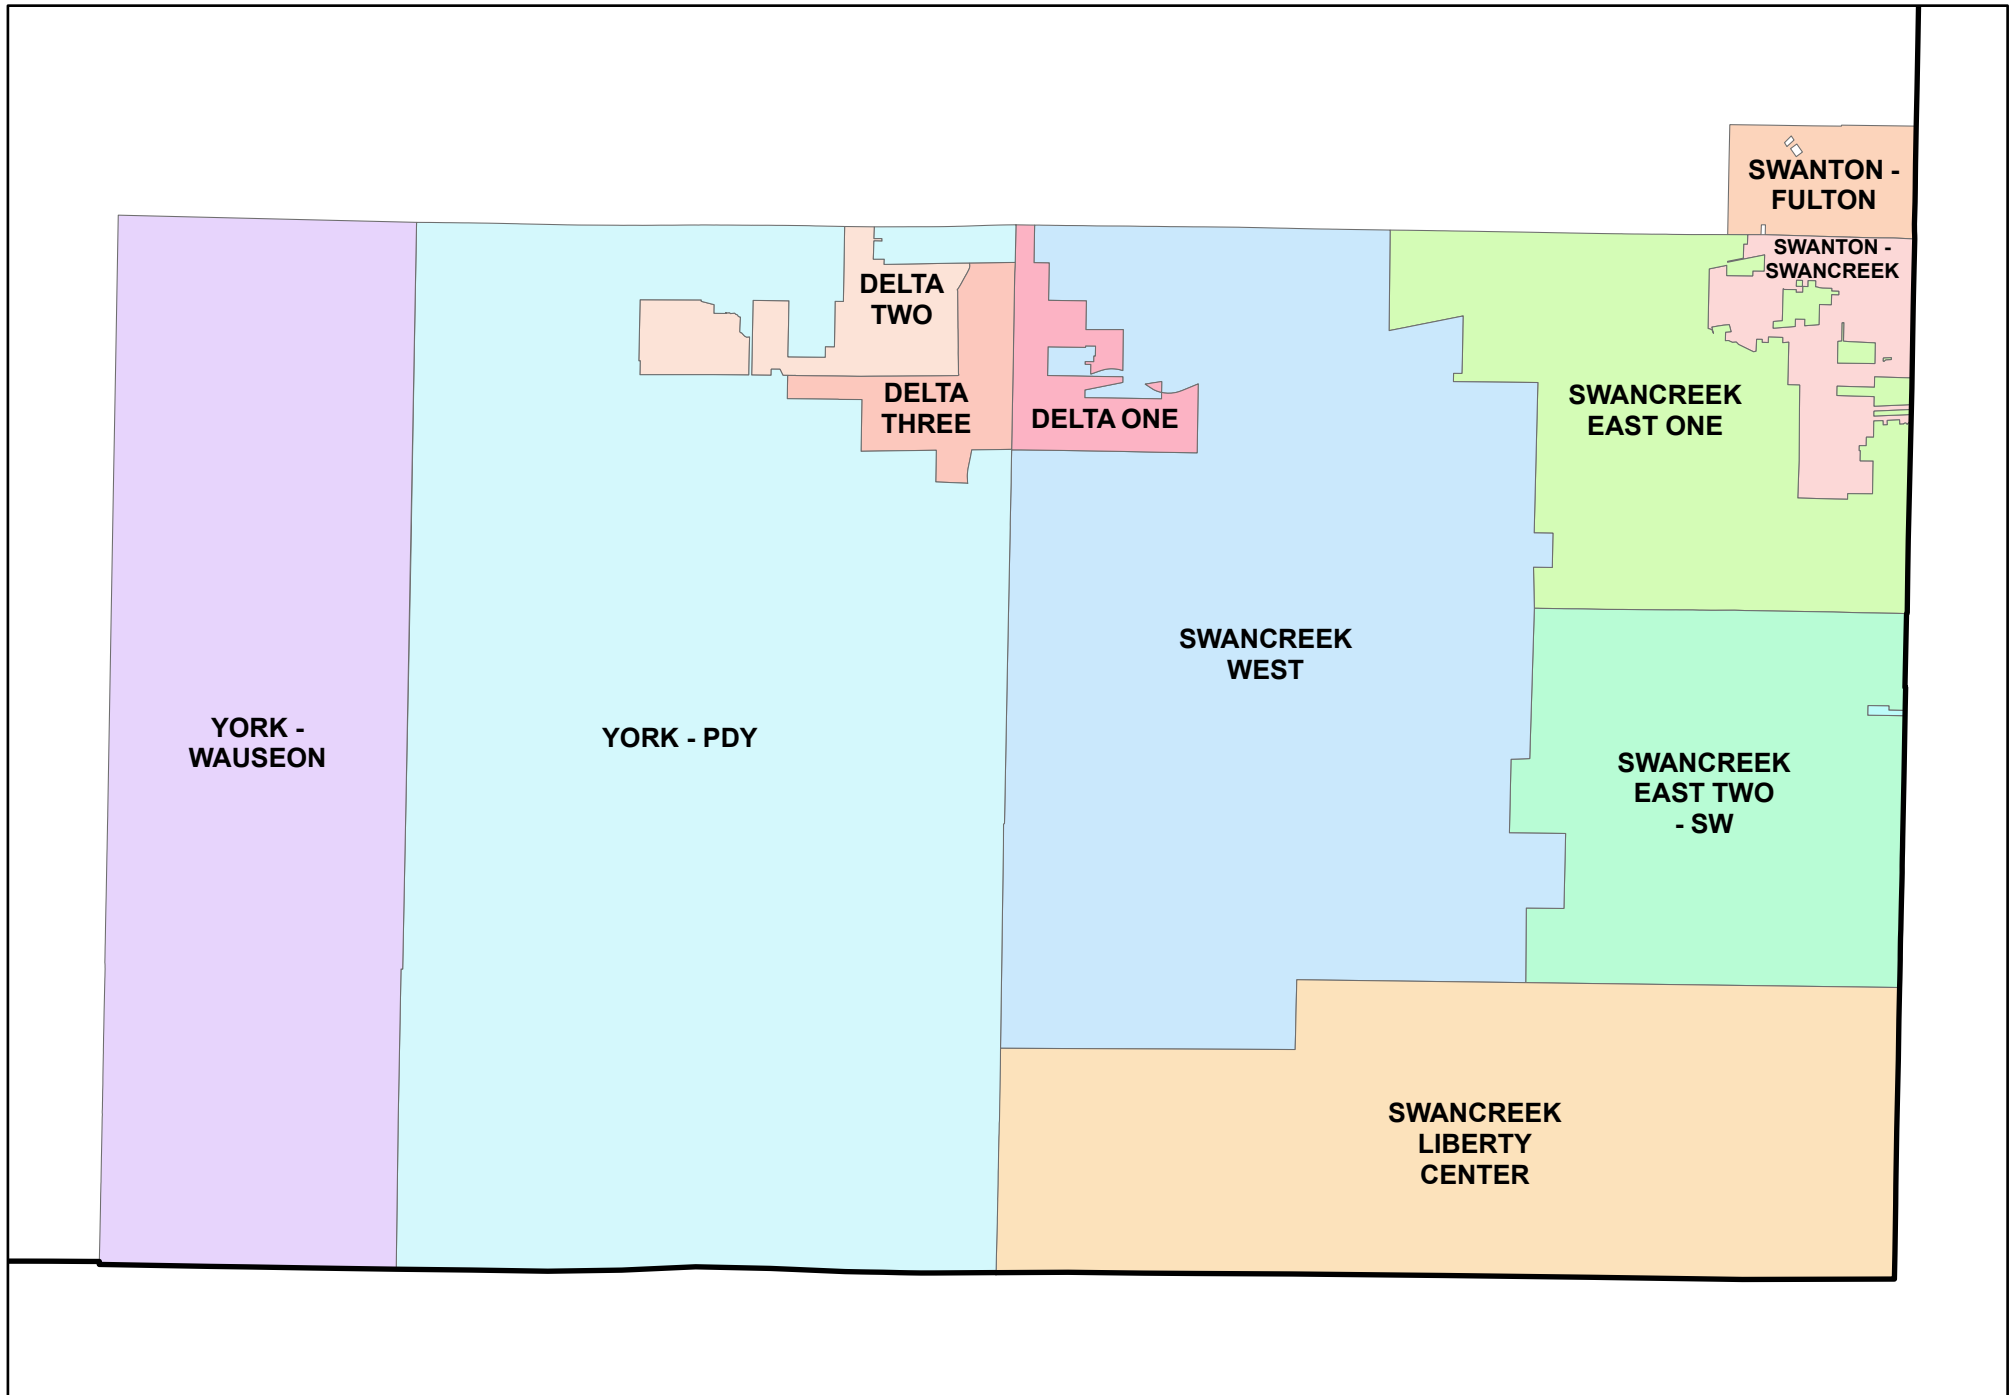 SWANTON -
FULTON
SWANTON -
SWANCREEK
DELTA
TWO
DELTA
THREE
DELTA ONE
SWANCREEK
EAST ONE
SWANCREEK
WEST
YORK -
WAUSEON
YORK - PDY
SWANCREEK
EAST TWO
- SW
SWANCREEK
LIBERTY
CENTER